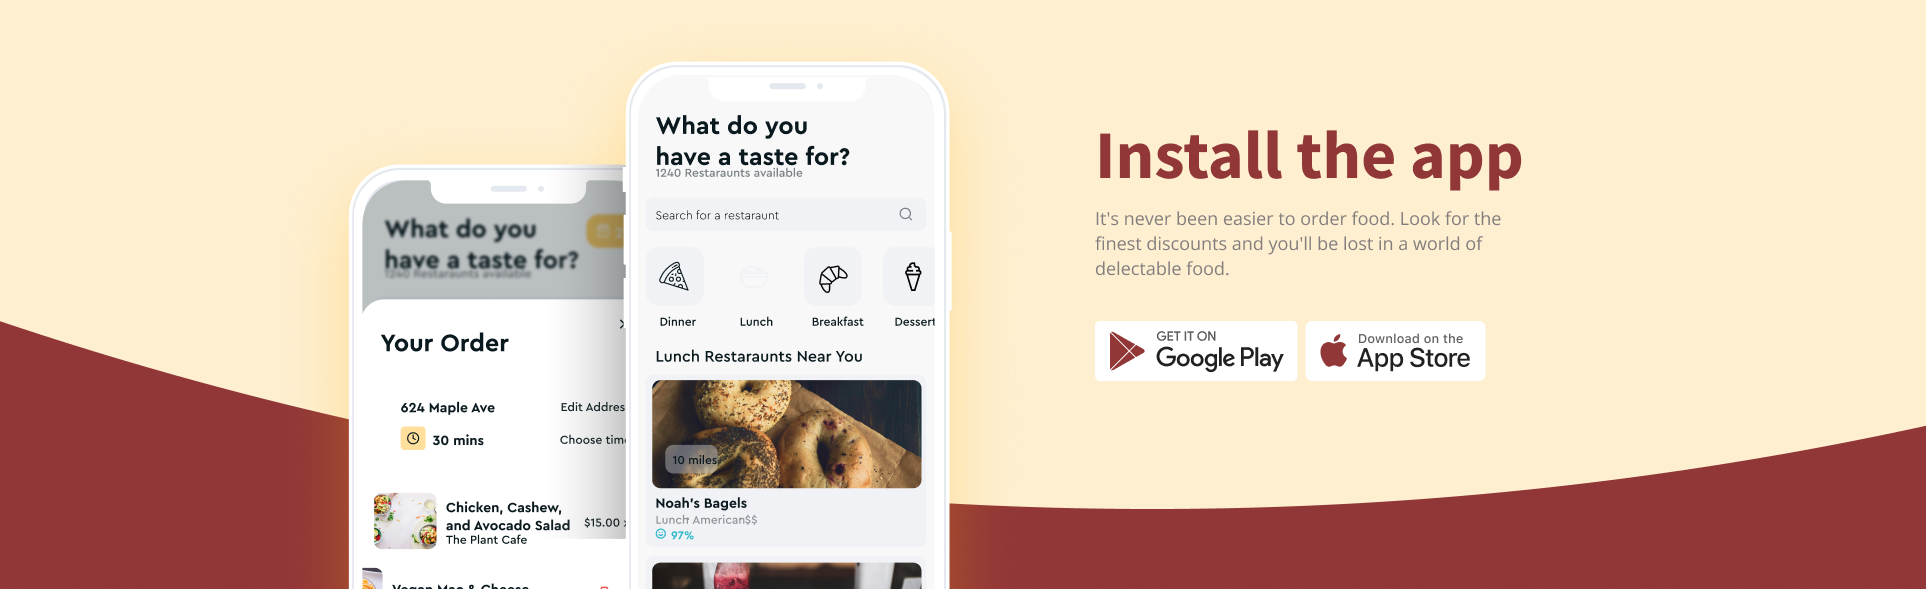 What do you
have a taste for?
1240 Restaraunts available
Your Order
624 Maple Ave
Edit Addres
30 mins
Choose time
Chicken, Cashew,
and Avocado Salad
$15.00
The Plant Cafe
Vegan Mac & Cheese
What do you
have a taste for?
1240 Restaraunts available
Search for a restaraunt
Dinner
Lunch
Breakfast
Dessert
Lunch Restaraunts Near You
10 miles
Noah's Bagels
Lunch American$$
97%
Install the app
It's never been easier to order food. Look for the
finest discounts and you'll be lost in a world of
delectable food.
GET IT ON
Google Play
Download on the
App Store